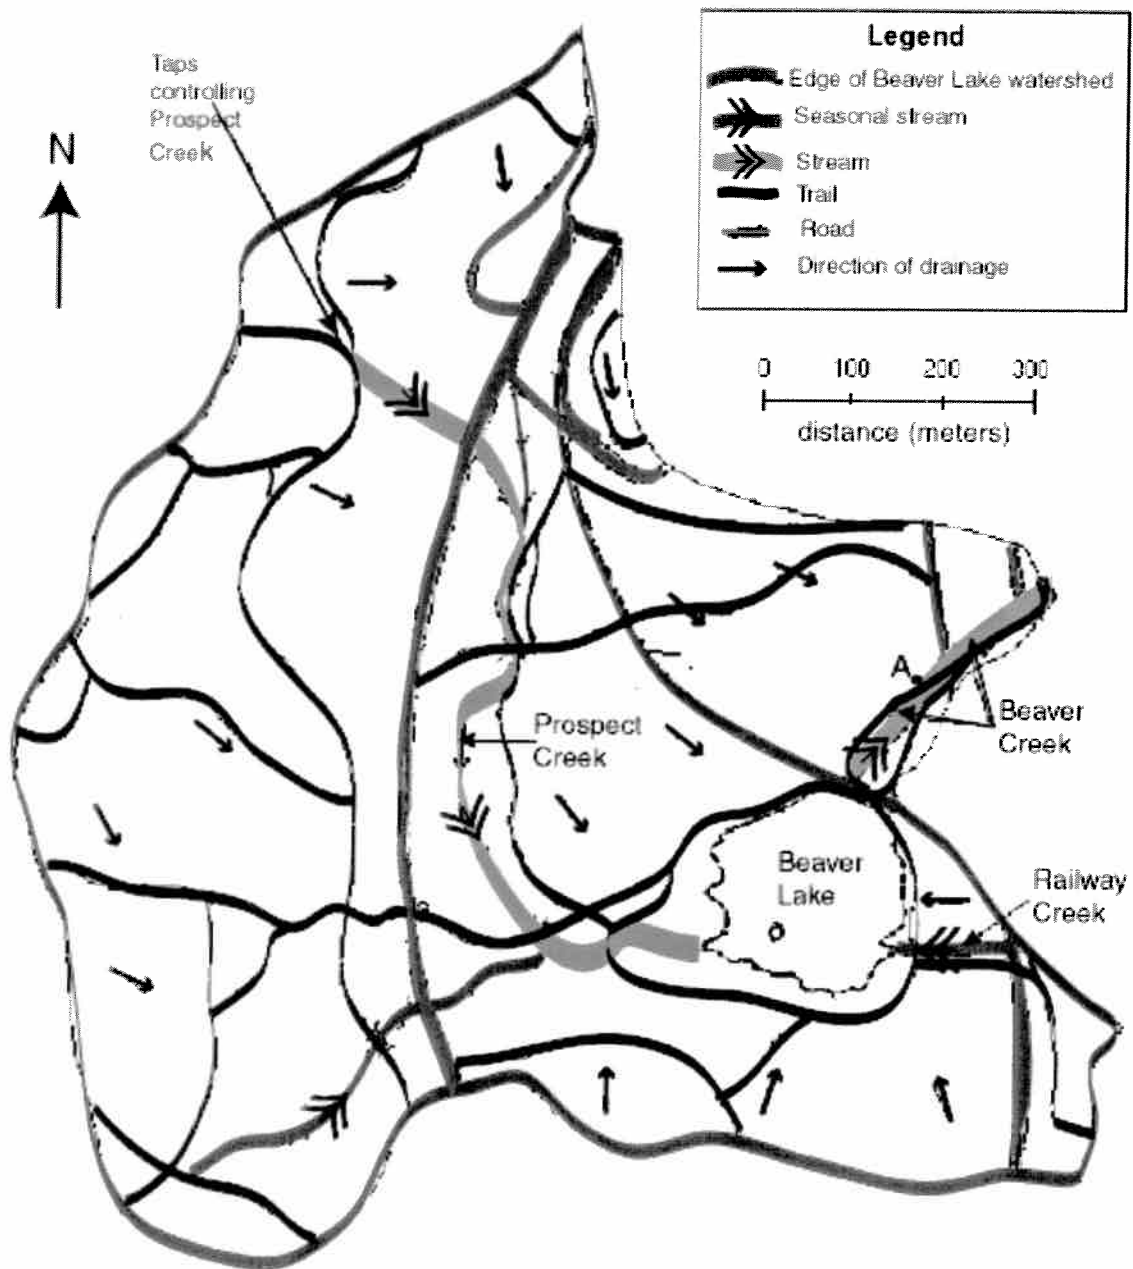 Taps
controlling
Prospect
Creek
N
Legend
Edge of Beaver Lake watershed
Seasonal stream
Stream
Trail
Road
Direction of drainage
0 100 200 300
distance (meters)
A
Beaver
Creek
Prospect
Creek
Beaver
Lake
Railway
Creek